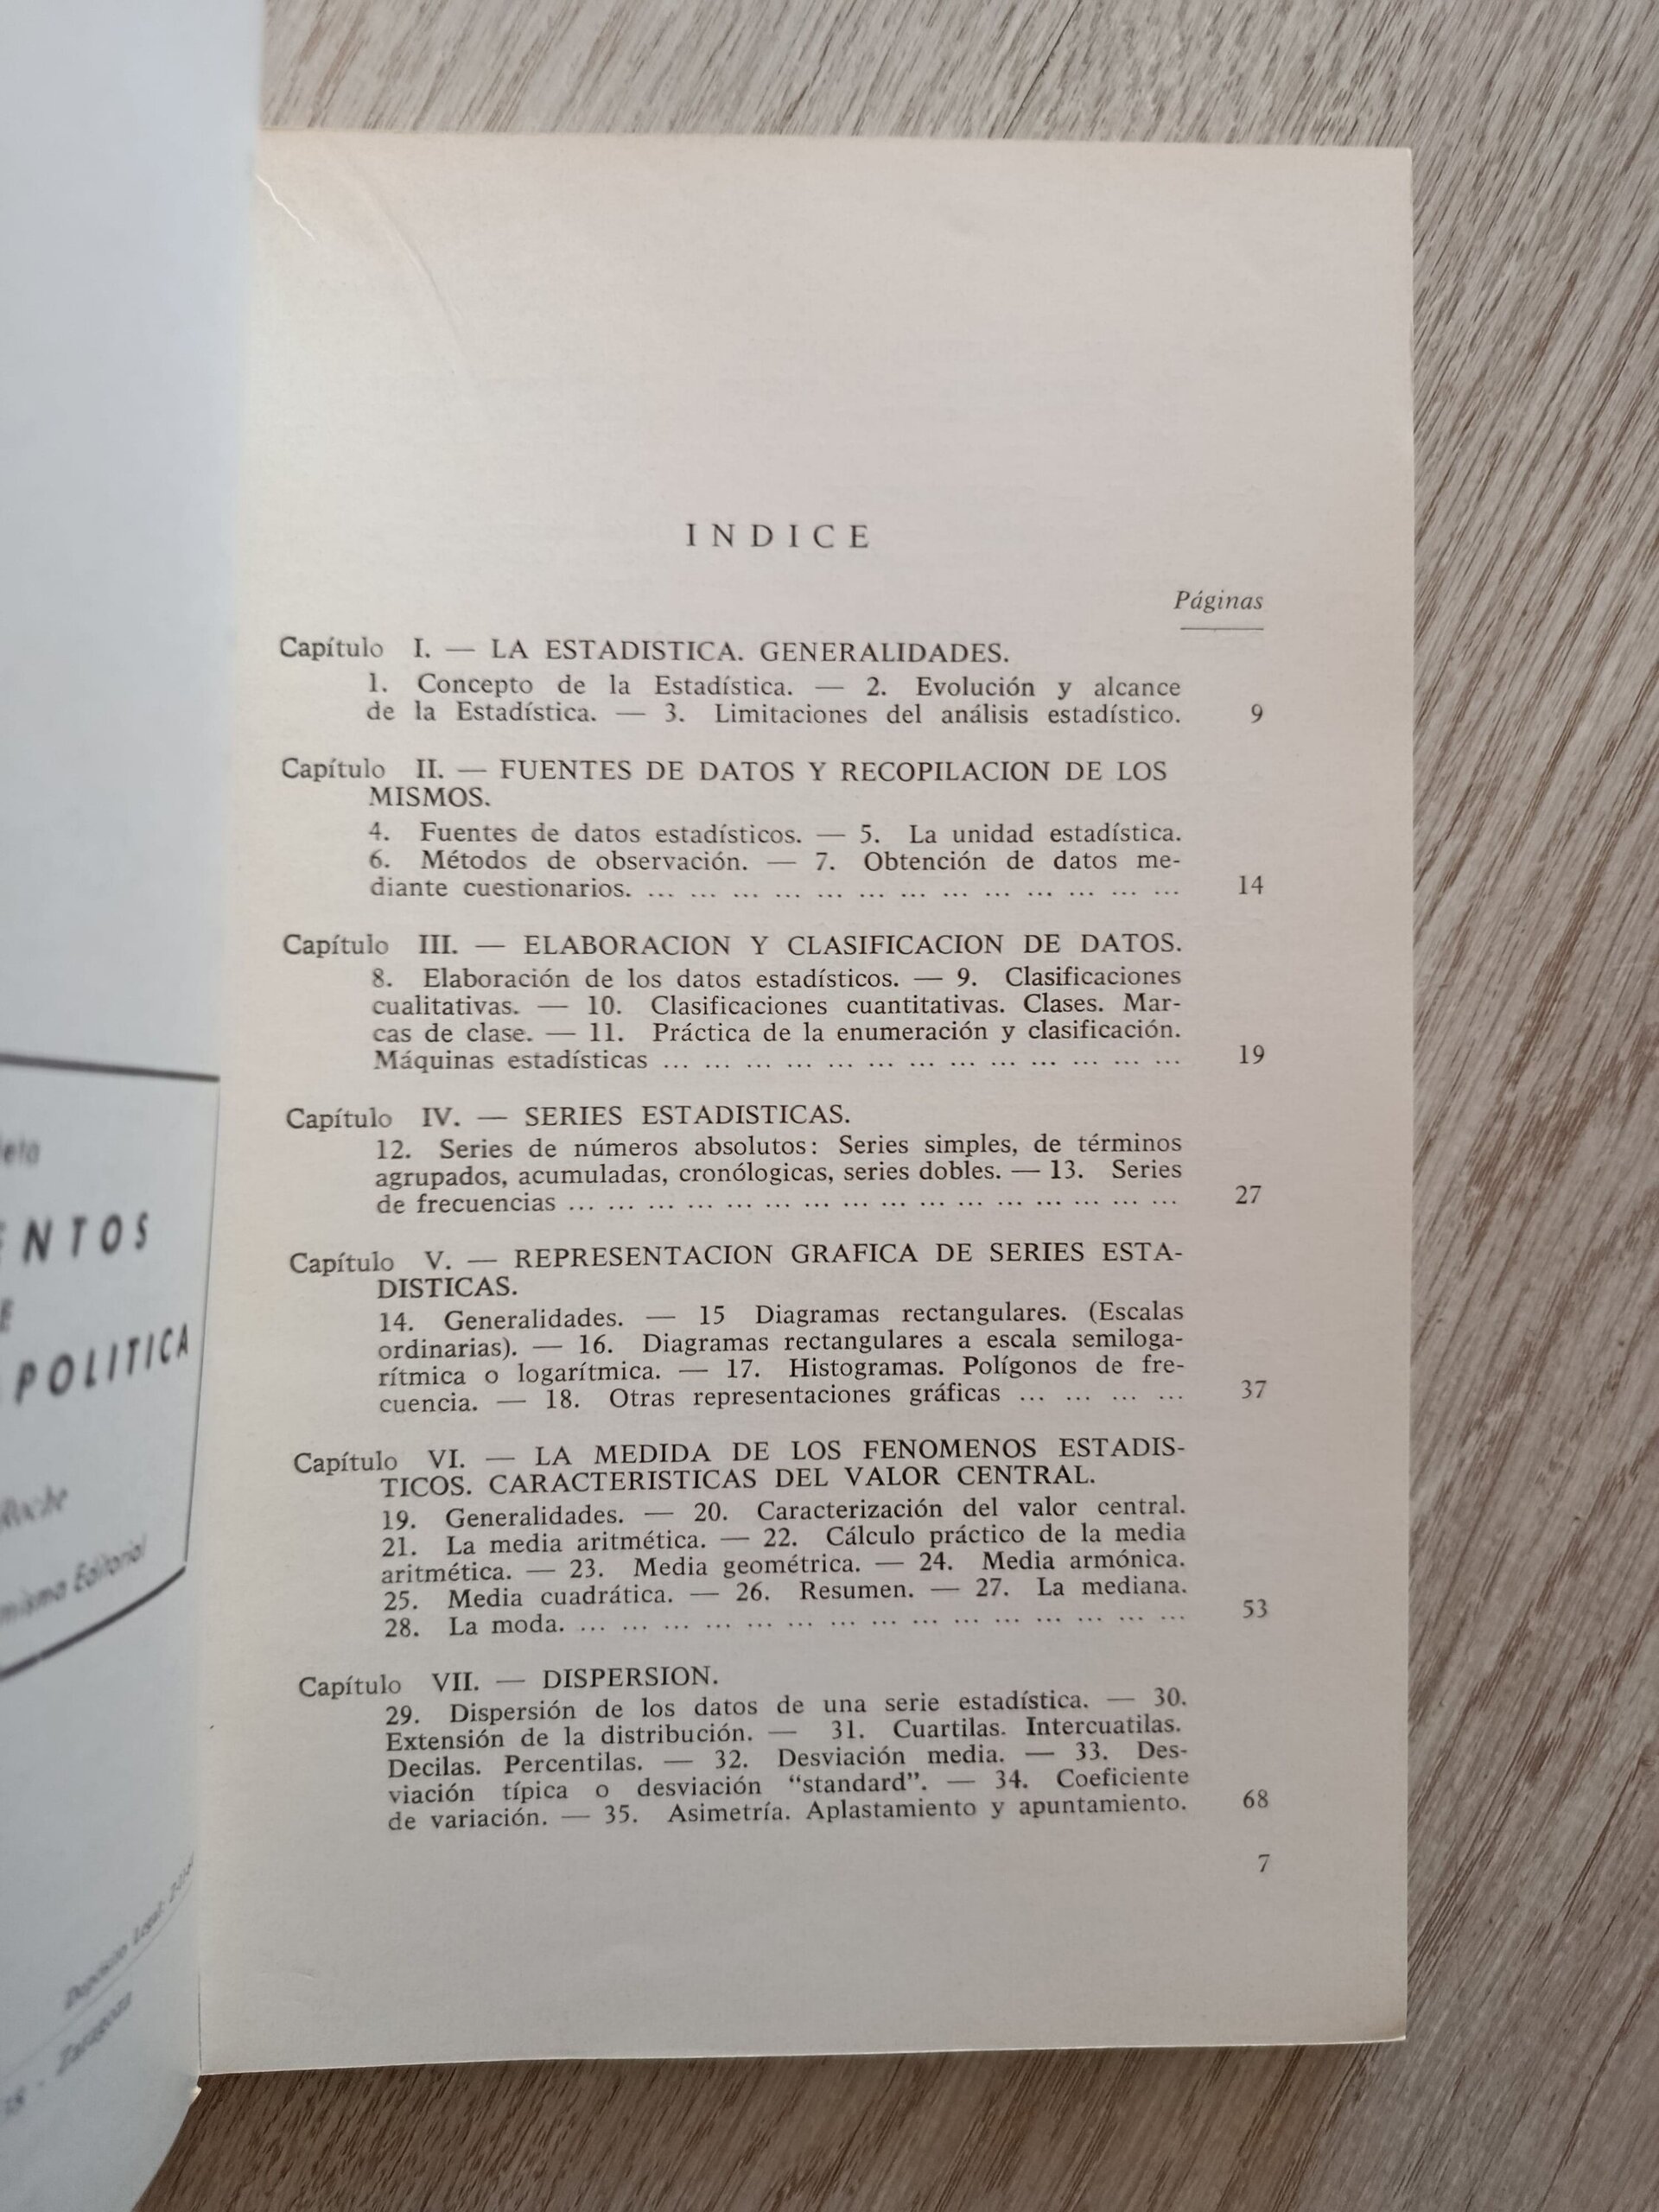 ENTOS
E
POLITICA
Roche
misma Editorial
Depósito Legal:
Zaragoza
INDICE
Páginas
Capítulo I. — LA ESTADISTICA. GENERALIDADES.
1. Concepto de la Estadística. — 2. Evolución y alcance
de la Estadística. — 3. Limitaciones del análisis estadístico. 9
Capítulo II. — FUENTES DE DATOS Y RECOPILACION DE LOS
MISMOS.
4. Fuentes de datos estadísticos. — 5. La unidad estadística.
6. Métodos de observación. — 7. Obtención de datos me-
diante cuestionarios. ... ... ... ... ... ... ... ... ... ... ... ... ... 14
Capítulo III. — ELABORACION Y CLASIFICACION DE DATOS.
8. Elaboración de los datos estadísticos. — 9. Clasificaciones
cualitativas. — 10. Clasificaciones cuantitativas. Clases. Mar-
cas de clase. — 11. Práctica de la enumeración y clasificación.
Máquinas estadísticas ... ... ... ... ... ... ... ... ... ... ... ... ... 19
Capítulo IV. — SERIES ESTADISTICAS.
12. Series de números absolutos: Series simples, de términos
agrupados, acumuladas, cronólogicas, series dobles. — 13. Series
de frecuencias ... ... ... ... ... ... ... ... ... ... ... ... ... ... ... ... 27
Capítulo V. — REPRESENTACION GRAFICA DE SERIES ESTA-
DISTICAS.
14. Generalidades. — 15 Diagramas rectangulares. (Escalas
ordinarias). — 16. Diagramas rectangulares a escala semiloga-
rítmica o logarítmica. — 17. Histogramas. Polígonos de fre-
cuencia. — 18. Otras representaciones gráficas ... ... ... ... 37
Capítulo VI. — LA MEDIDA DE LOS FENOMENOS ESTADIS-
TICOS. CARACTERISTICAS DEL VALOR CENTRAL.
19. Generalidades. — 20. Caracterización del valor central.
21. La media aritmética. — 22. Cálculo práctico de la media
aritmética. — 23. Media geométrica. — 24. Media armónica.
25. Media cuadrática. — 26. Resumen. — 27. La mediana.
28. La moda. ... ... ... ... ... ... ... ... ... ... ... ... ... ... ... 53
Capítulo VII. — DISPERSION.
29. Dispersión de los datos de una serie estadística. — 30.
Extensión de la distribución. — 31. Cuartilas. Intercuatilas.
Decilas. Percentilas. — 32. Desviación media. — 33. Des-
viación típica o desviación “standard”. — 34. Coeficiente
de variación. — 35. Asimetría. Aplastamiento y apuntamiento. 68
7